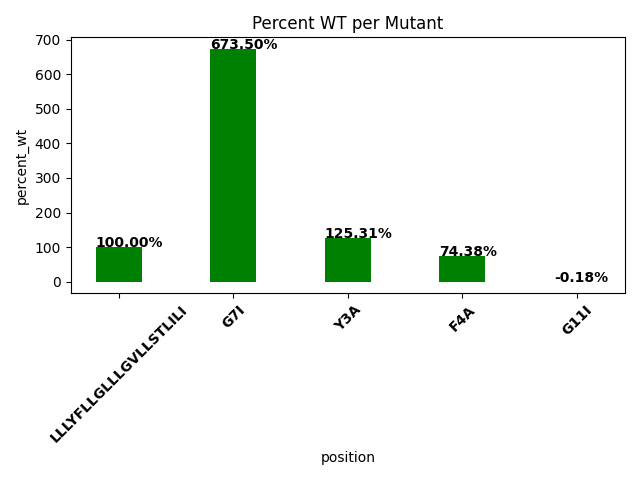 Percent WT per Mutant
percent_wt
700
600
500
400
300
200
100
0
100.00%
673.50%
125.31%
74.38%
-0.18%
LLLYFLLGLLLGVLLSTLILI
G7I
Y3A
F4A
G11I
position